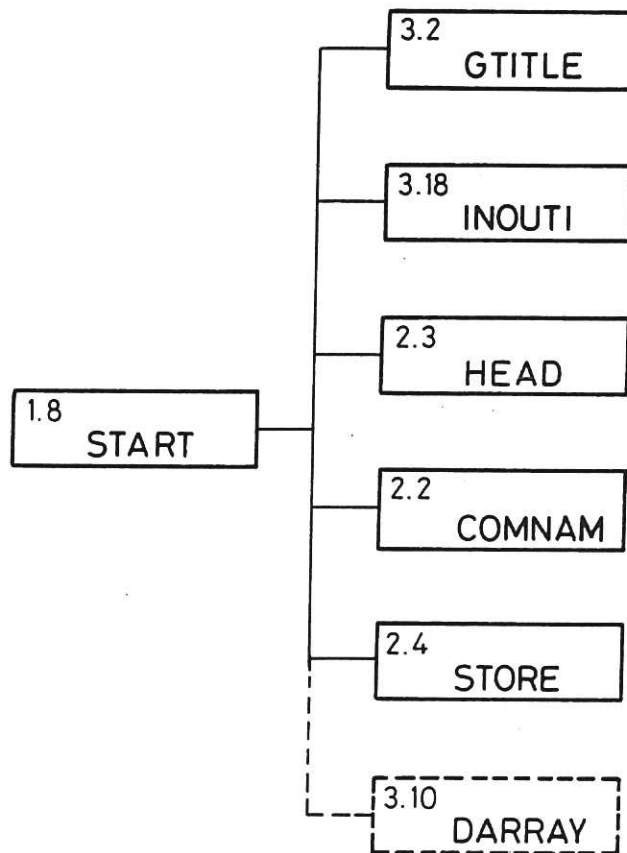 3.2
GTITLE
3.18
INOUTI
2.3
HEAD
1.8
START
2.2
COMNAM
2.4
STORE
3.10
DARRAY